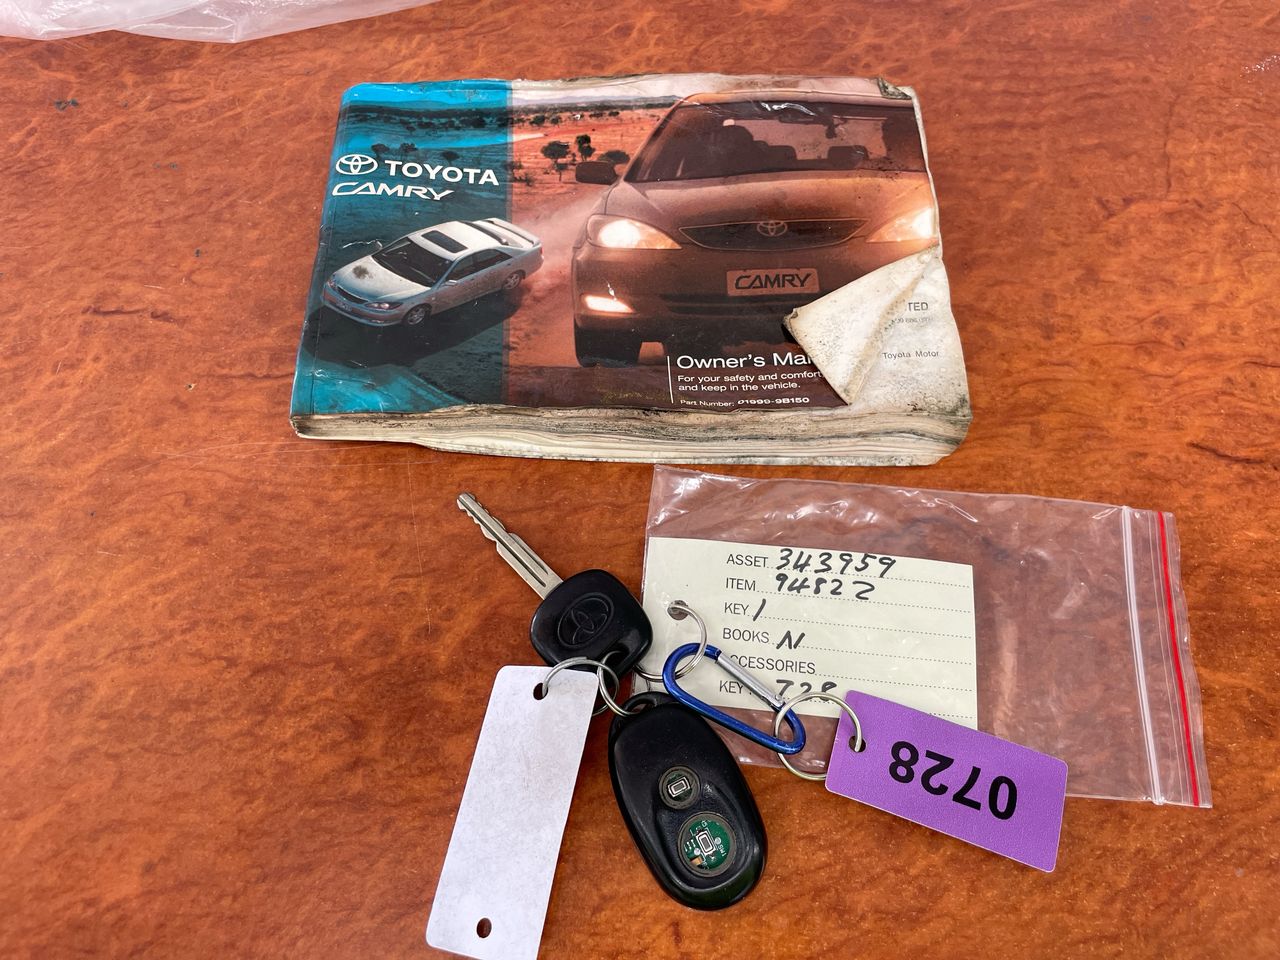 TOYOTA
CAMRY
CAMRY
Owner's
For your safety and comfort
and keep in the vehicle.
Part Number: 01999-9B150
TED
Toyota Motor
ASSET 343959
ITEM 94822
KEY 1
BOOKS N
CCESSORIES
KEY 728
0728